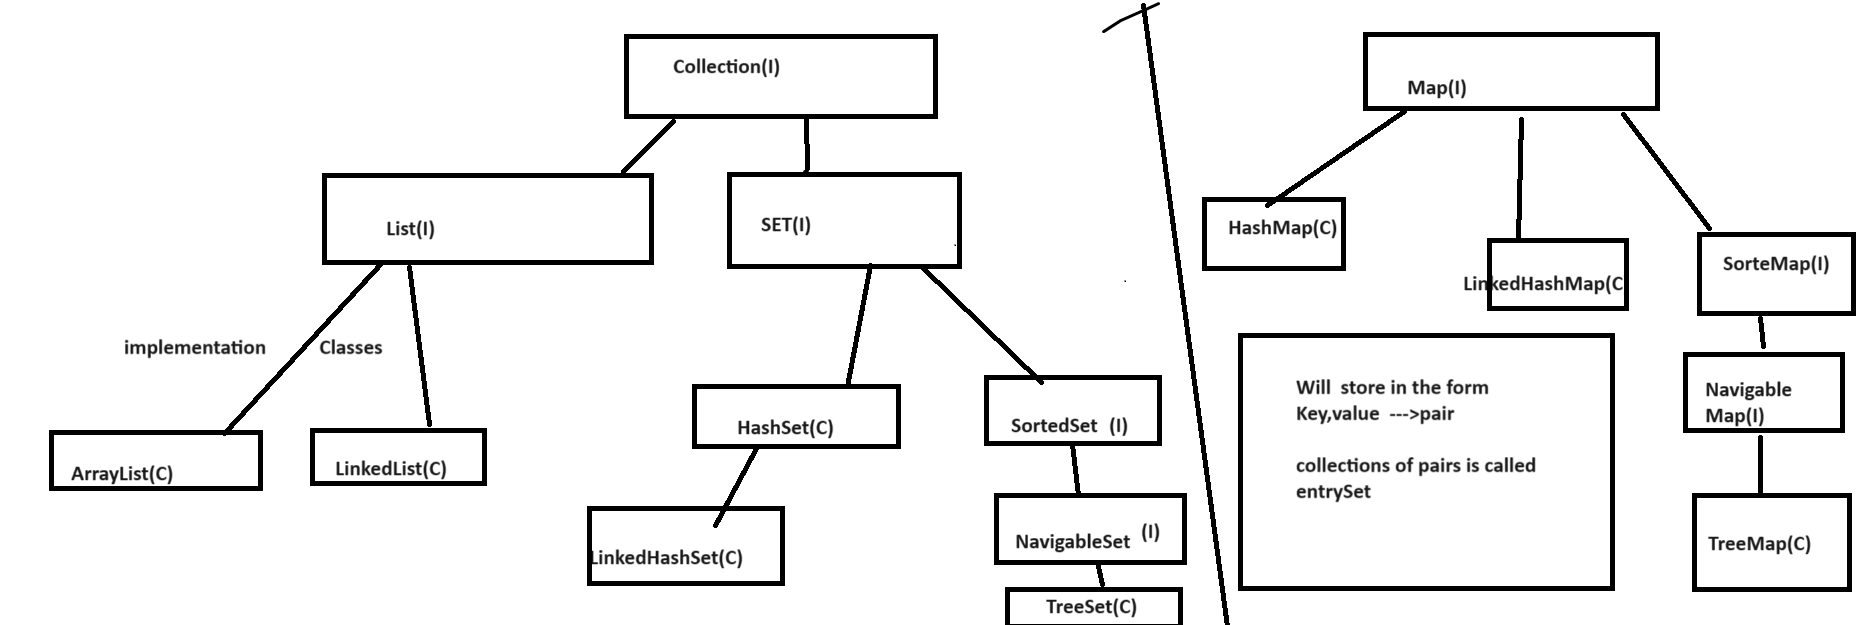 Collection(I)
List(I)
SET(I)
implementation Classes
ArrayList(C)
LinkedList(C)
HashSet(C)
SortedSet (I)
LinkedHashSet(C)
NavigableSet (I)
TreeSet(C)
Map(I)
HashMap(C)
LinkedHashMap(C
SorteMap(I)
Navigable
Map(I)
TreeMap(C)
Will store in the form
Key,value --->pair
collections of pairs is called
entrySet